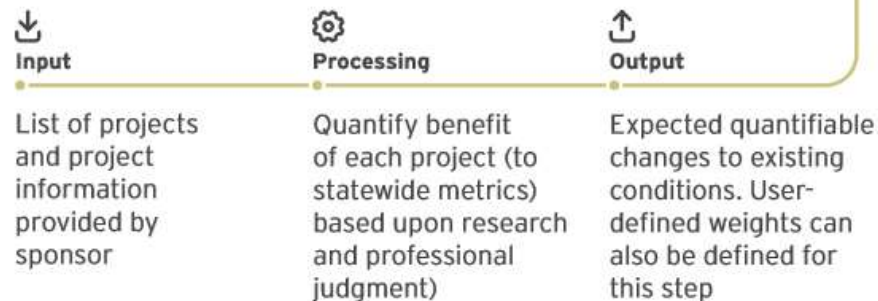 Input
List of projects
and project
information
provided by
sponsor
Processing
Quantify benefit
of each project (to
statewide metrics)
based upon research
and professional
judgment)
Output
Expected quantifiable
changes to existing
conditions. User-
defined weights can
also be defined for
this step